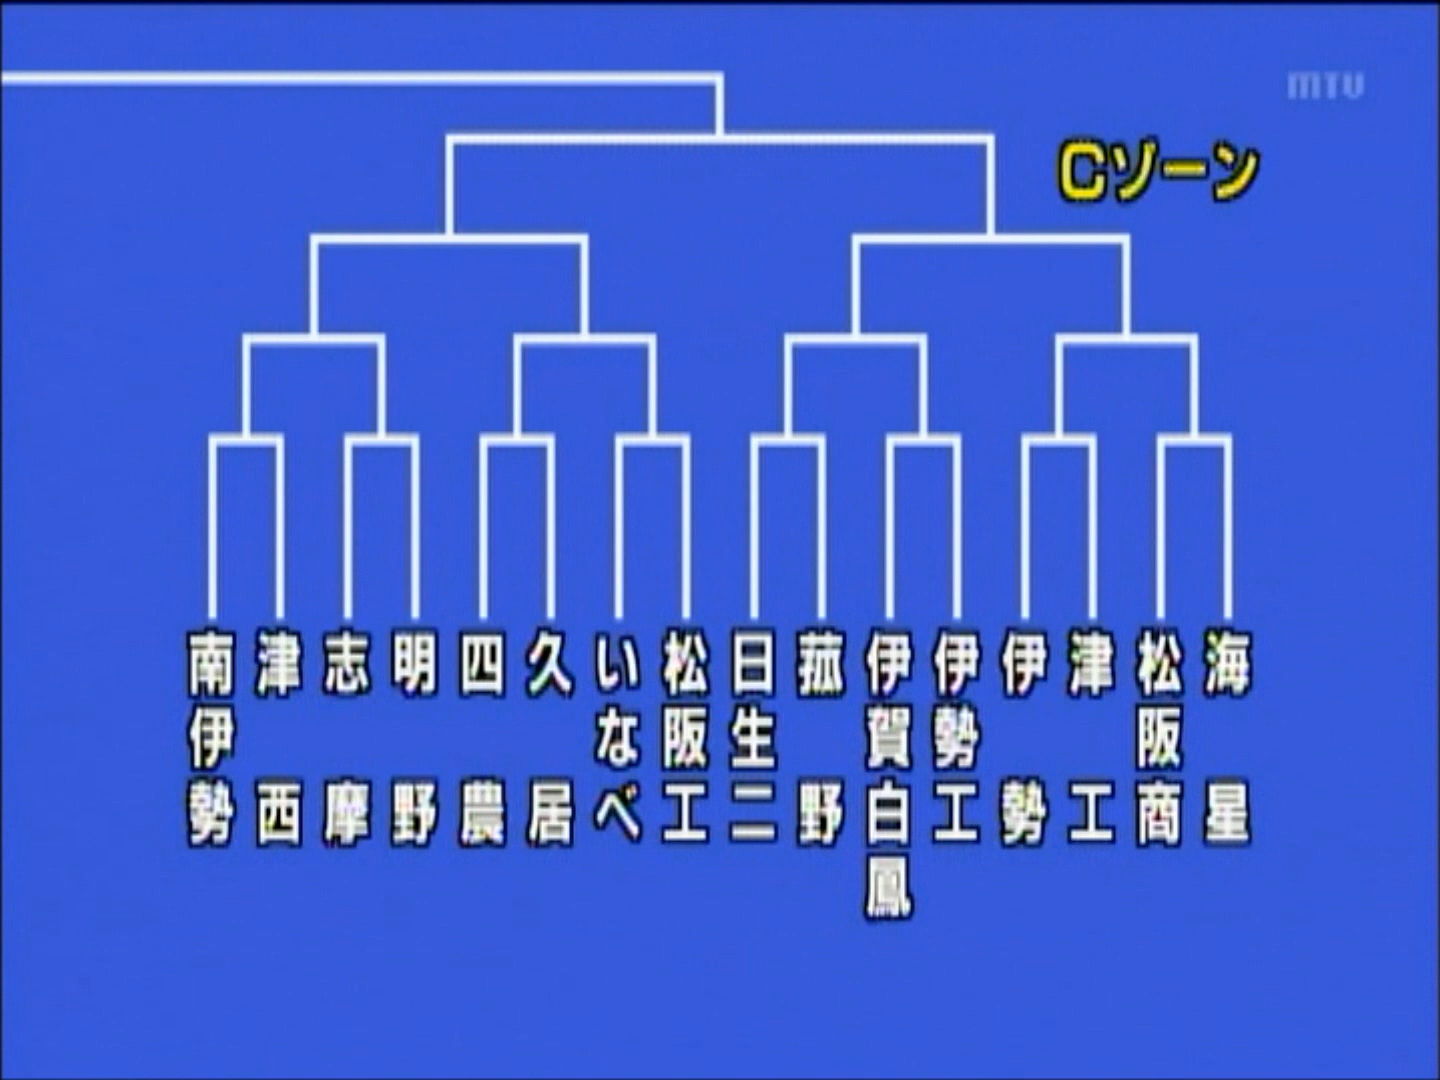 mtv
Cゾーン
南伊勢
津西
志摩
明野
四農
久居
いなべ
松阪工
日生二
菰野
伊賀白鳳
伊勢工
伊勢
津工
松阪商
海星